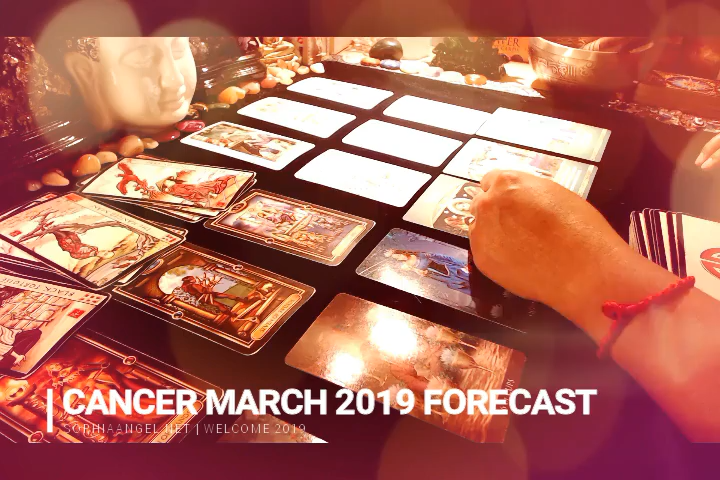 CANCER MARCH 2019 FORECAST
SOPHIAANGEL.NET | WELCOME 2019